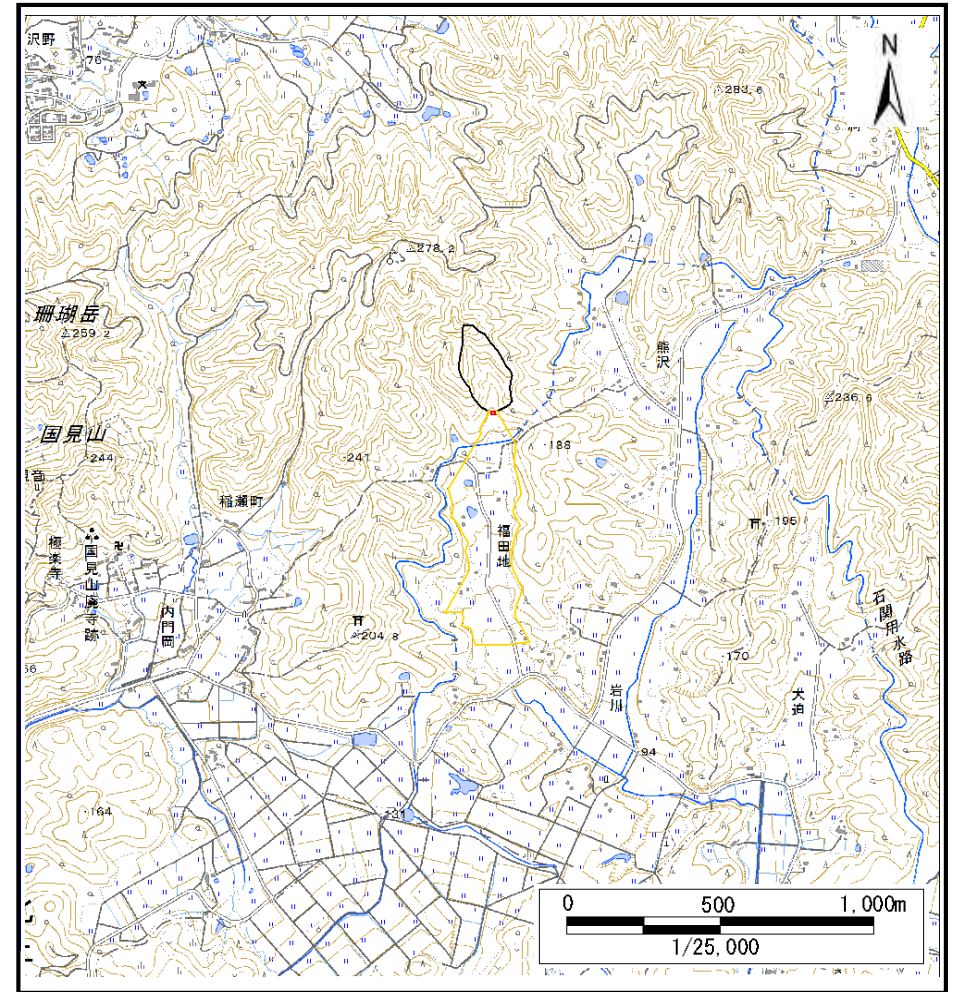 沢野
76
N
283.6
150
278.2
珊瑚岳
259.2
熊沢
236.6
国見山
244
241
188
稲瀬町
195
福田地
極楽寺
国見山廃寺跡
内門岡
204.8
石関用水路
170
岩川
大迫
94
164
131
0 500 1,000m
1/25,000